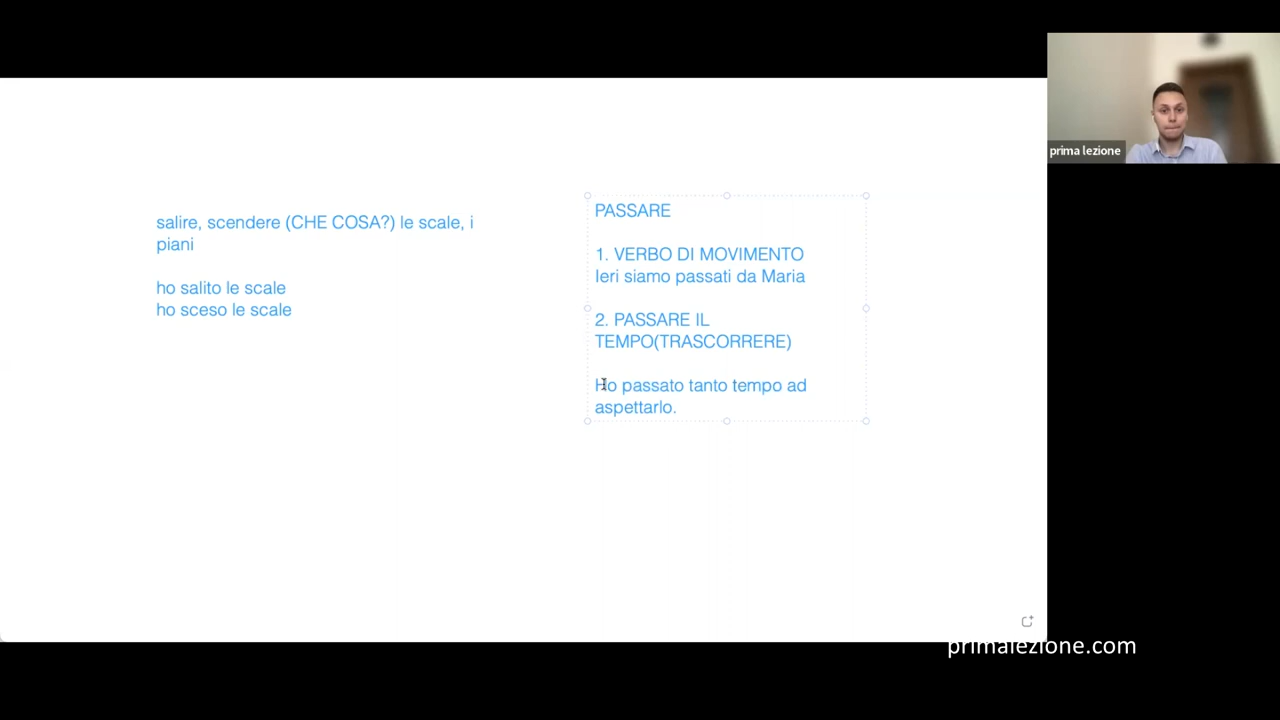 salire, scendere (CHE COSA?) le scale, i
piani
ho salito le scale
ho sceso le scale
PASSARE
1. VERBO DI MOVIMENTO
Ieri siamo passati da Maria
2. PASSARE IL
TEMPO(TRASCORRERE)
Ho passato tanto tempo ad
aspettarlo.
prima lezione
primalezione.com